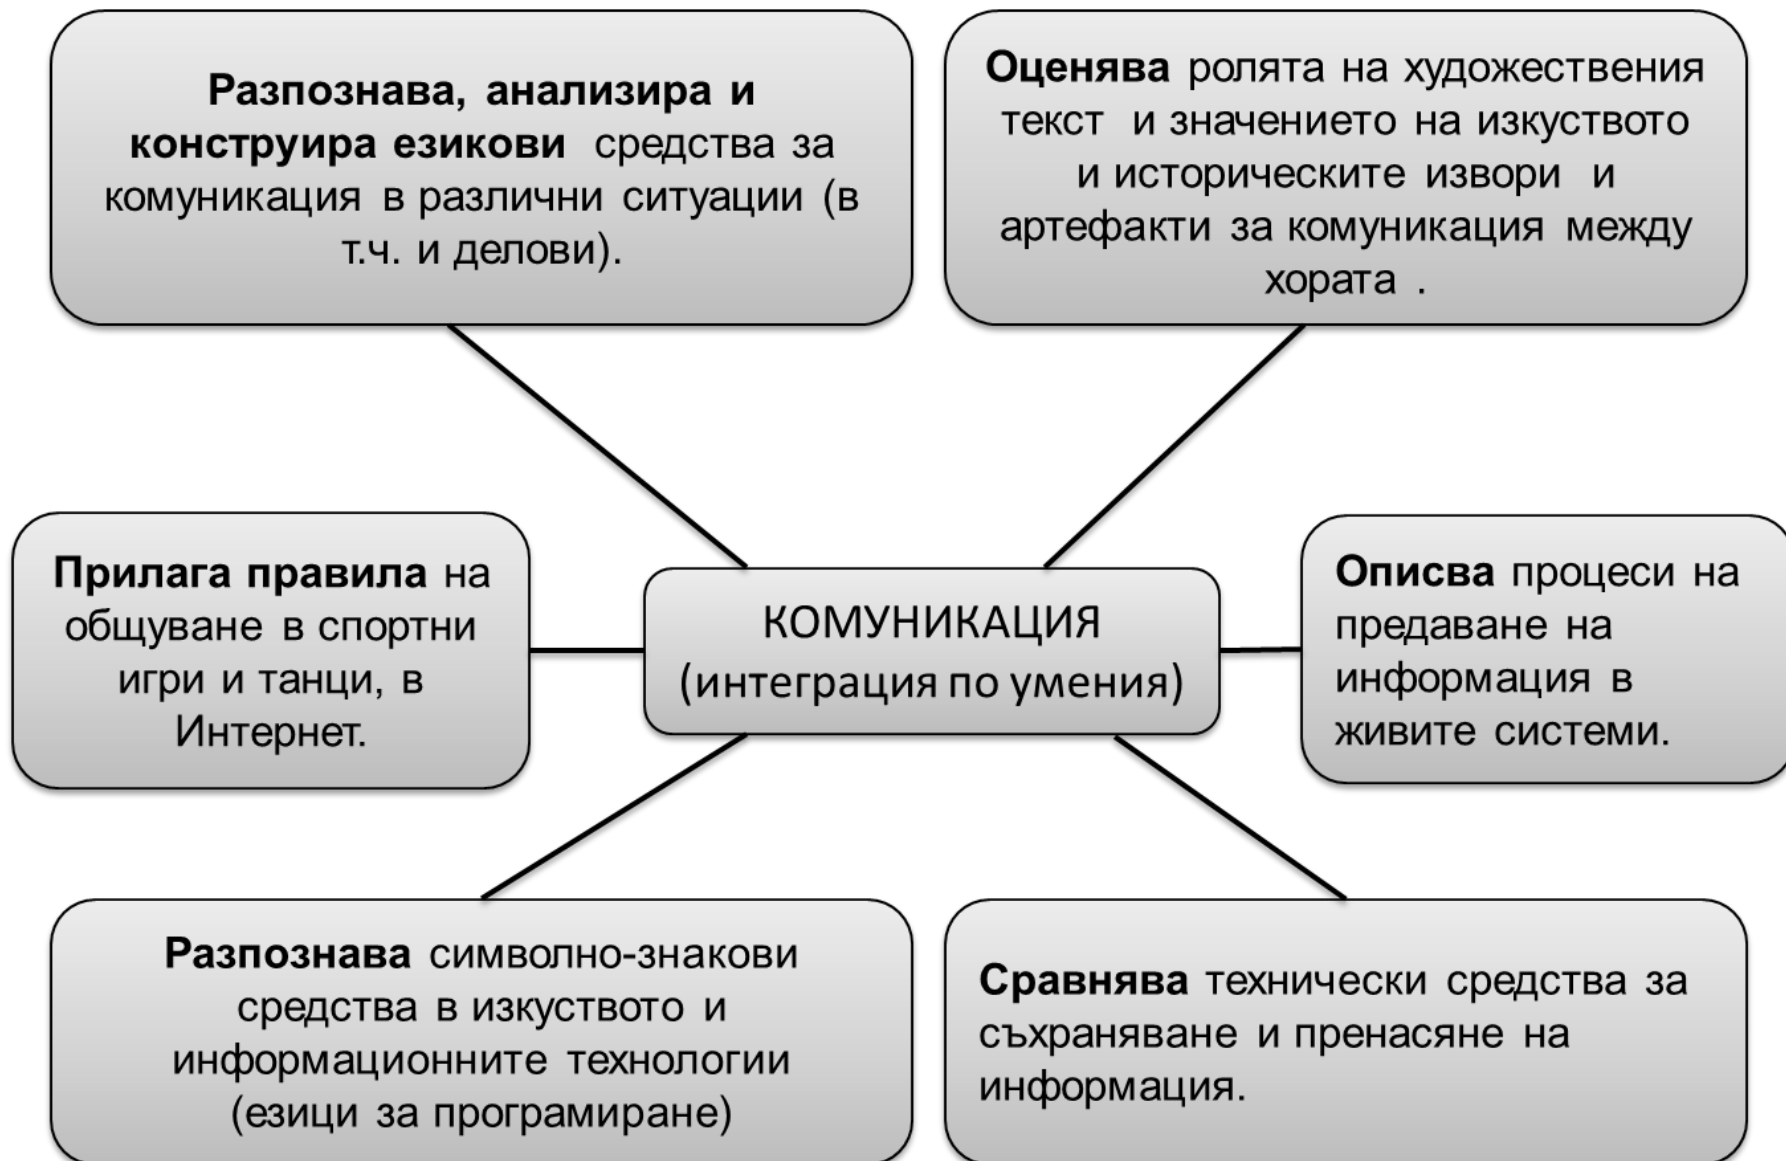 Разпознава, анализира и
конструира езикови средства за
комуникация в различни ситуации (в
т.ч. и делови).
Оценява ролята на художествения
текст и значението на изкуството
и историческите извори и
артефакти за комуникация между
хората .
Прилага правила на
общуване в спортни
игри и танци, в
Интернет.
КОМУНИКАЦИЯ
(интеграция по умения)
Описва процеси на
предаване на
информация в
живите системи.
Разпознава символно-знакови
средства в изкуството и
информационните технологии
(езици за програмиране)
Сравнява технически средства за
съхраняване и пренасяне на
информация.